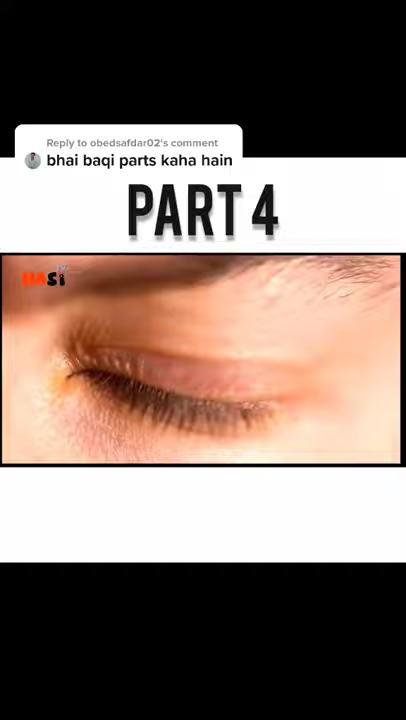 Reply to obedsafdar02's comment
bhai baqi parts kaha hain
PART 4
HASi